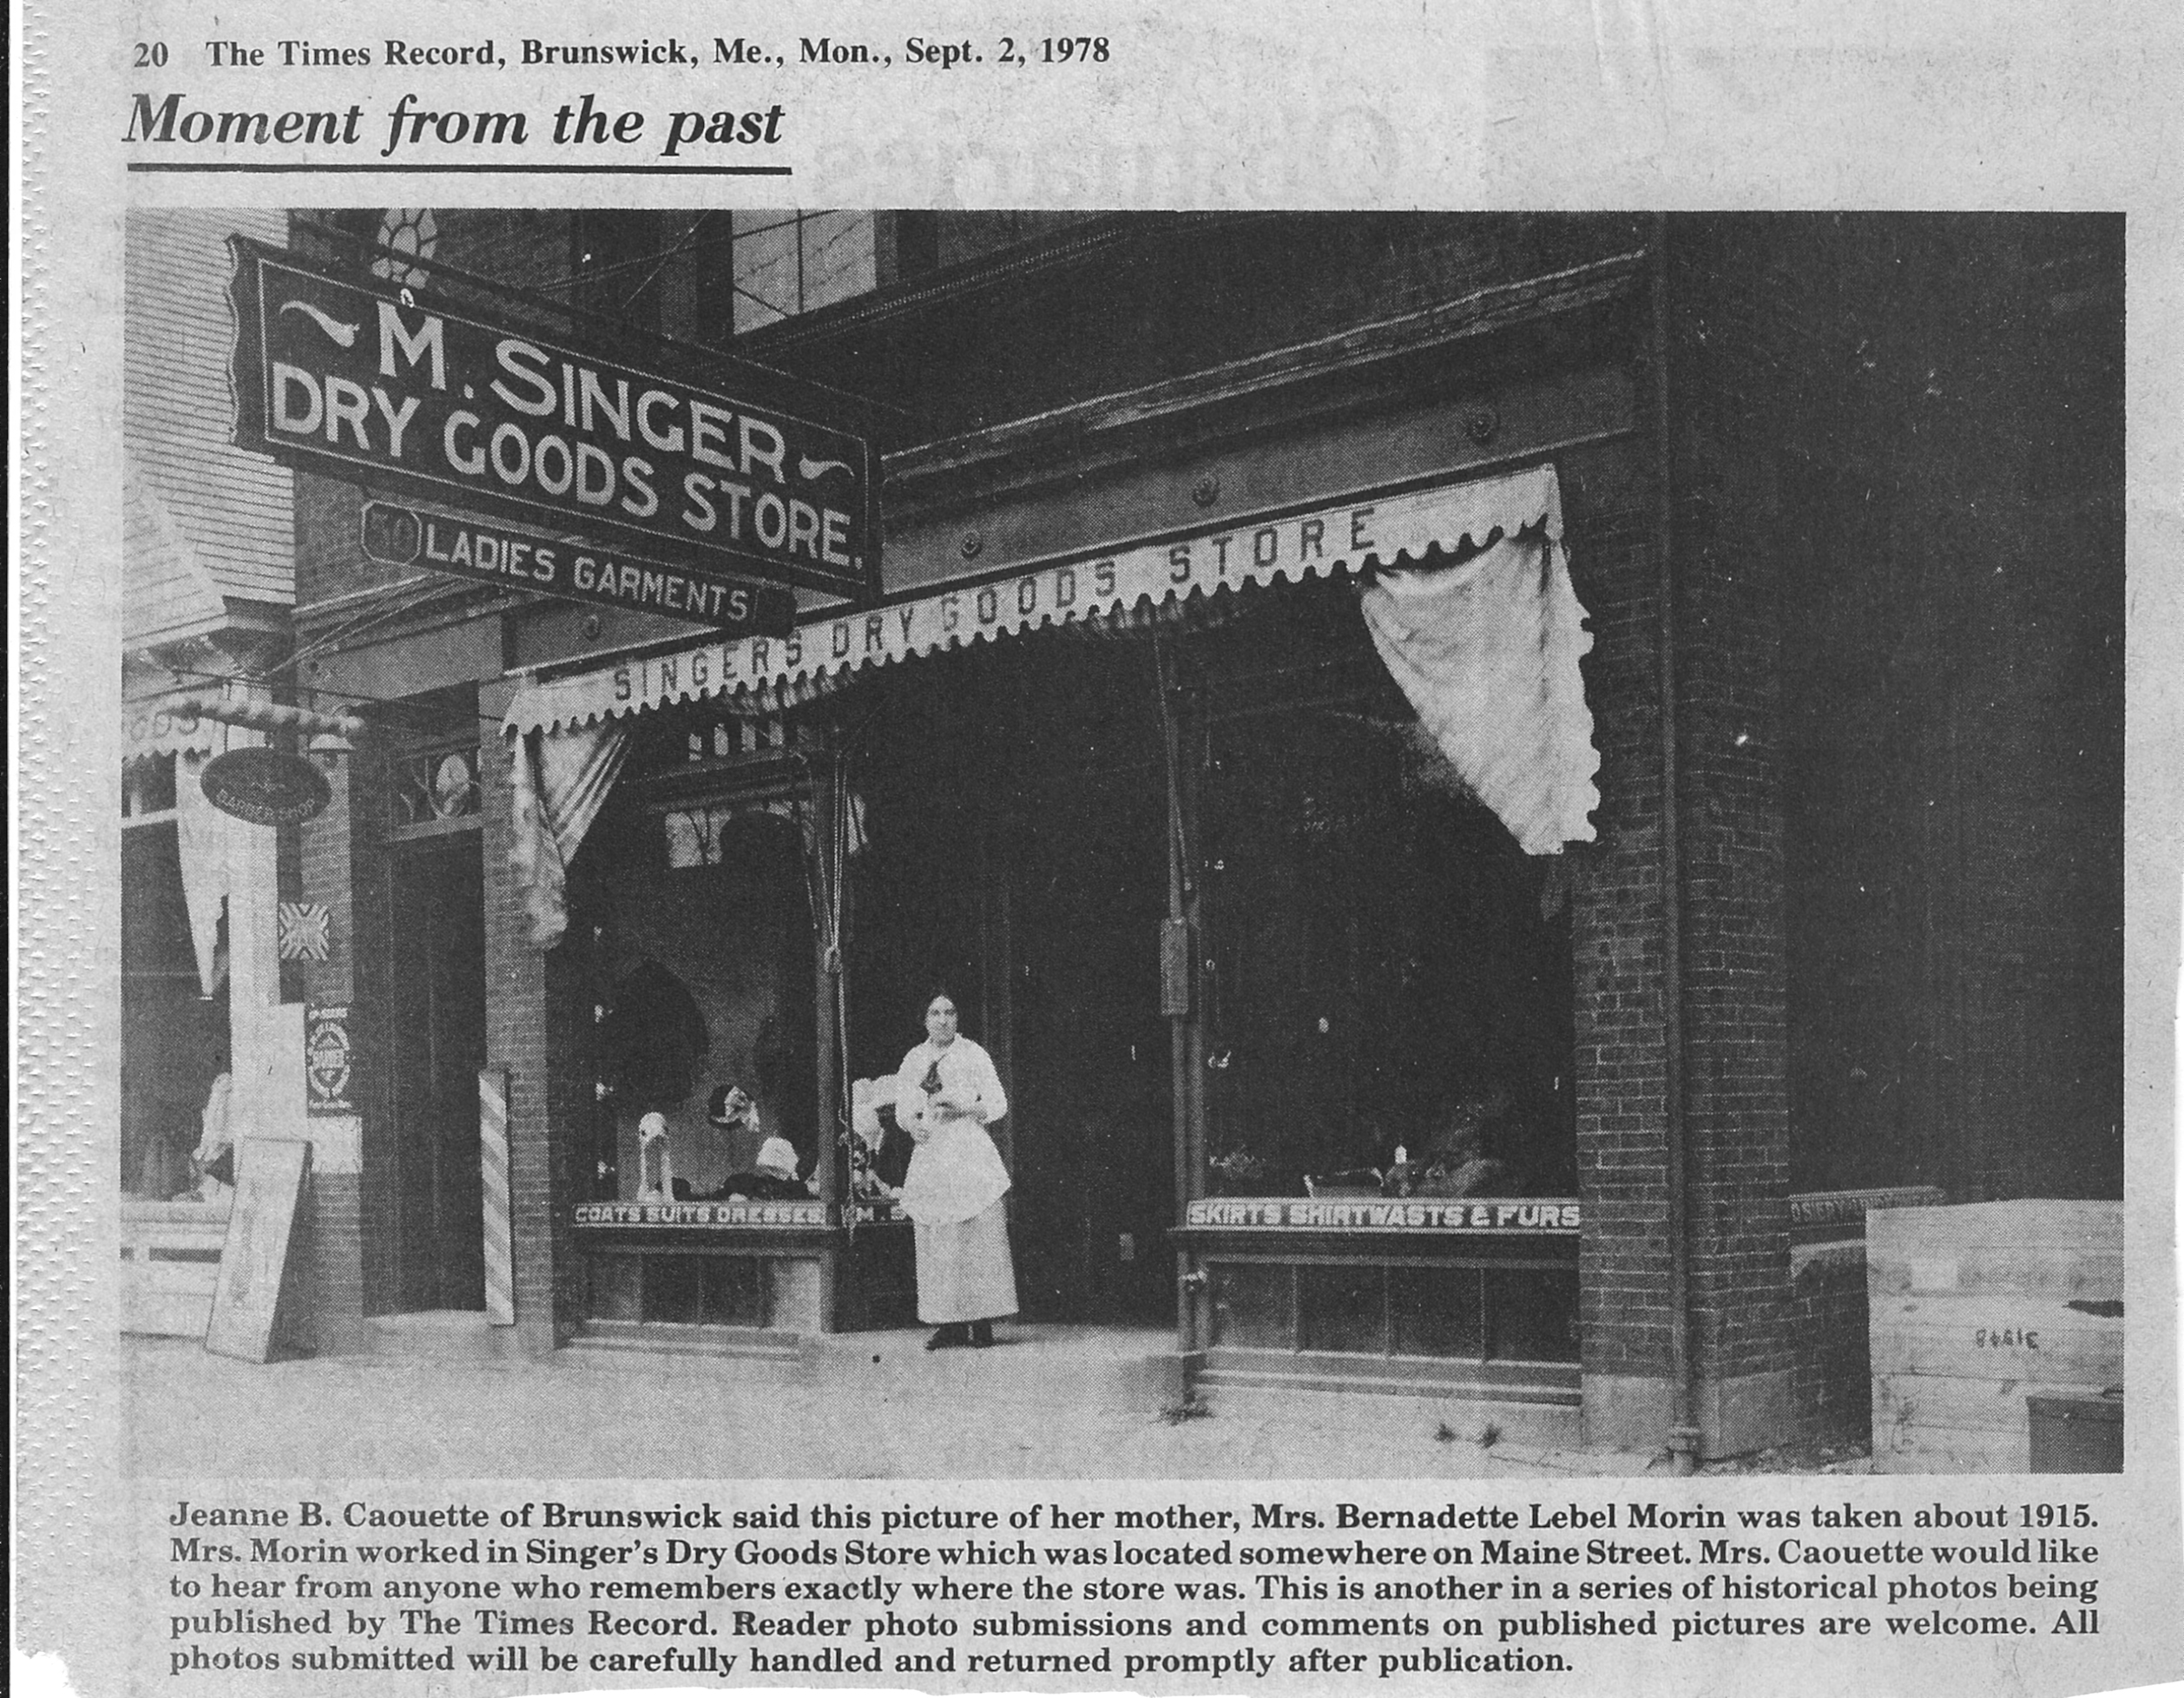 20 The Times Record, Brunswick, Me., Mon., Sept. 2, 1978
Moment from the past
M. SINGER
DRY GOODS STORE.
LADIES GARMENTS
SINGERS DRY GOODS STORE
ODS
BARBER SHOP
COATS SUITS DRESSES
M. S
SKIRTS SHIRTWASTS & FURS
Jeanne B. Caouette of Brunswick said this picture of her mother, Mrs. Bernadette Lebel Morin was taken about 1915.
Mrs. Morin worked in Singer's Dry Goods Store which was located somewhere on Maine Street. Mrs. Caouette would like
to hear from anyone who remembers exactly where the store was. This is another in a series of historical photos being
published by The Times Record. Reader photo submissions and comments on published pictures are welcome. All
photos submitted will be carefully handled and returned promptly after publication.